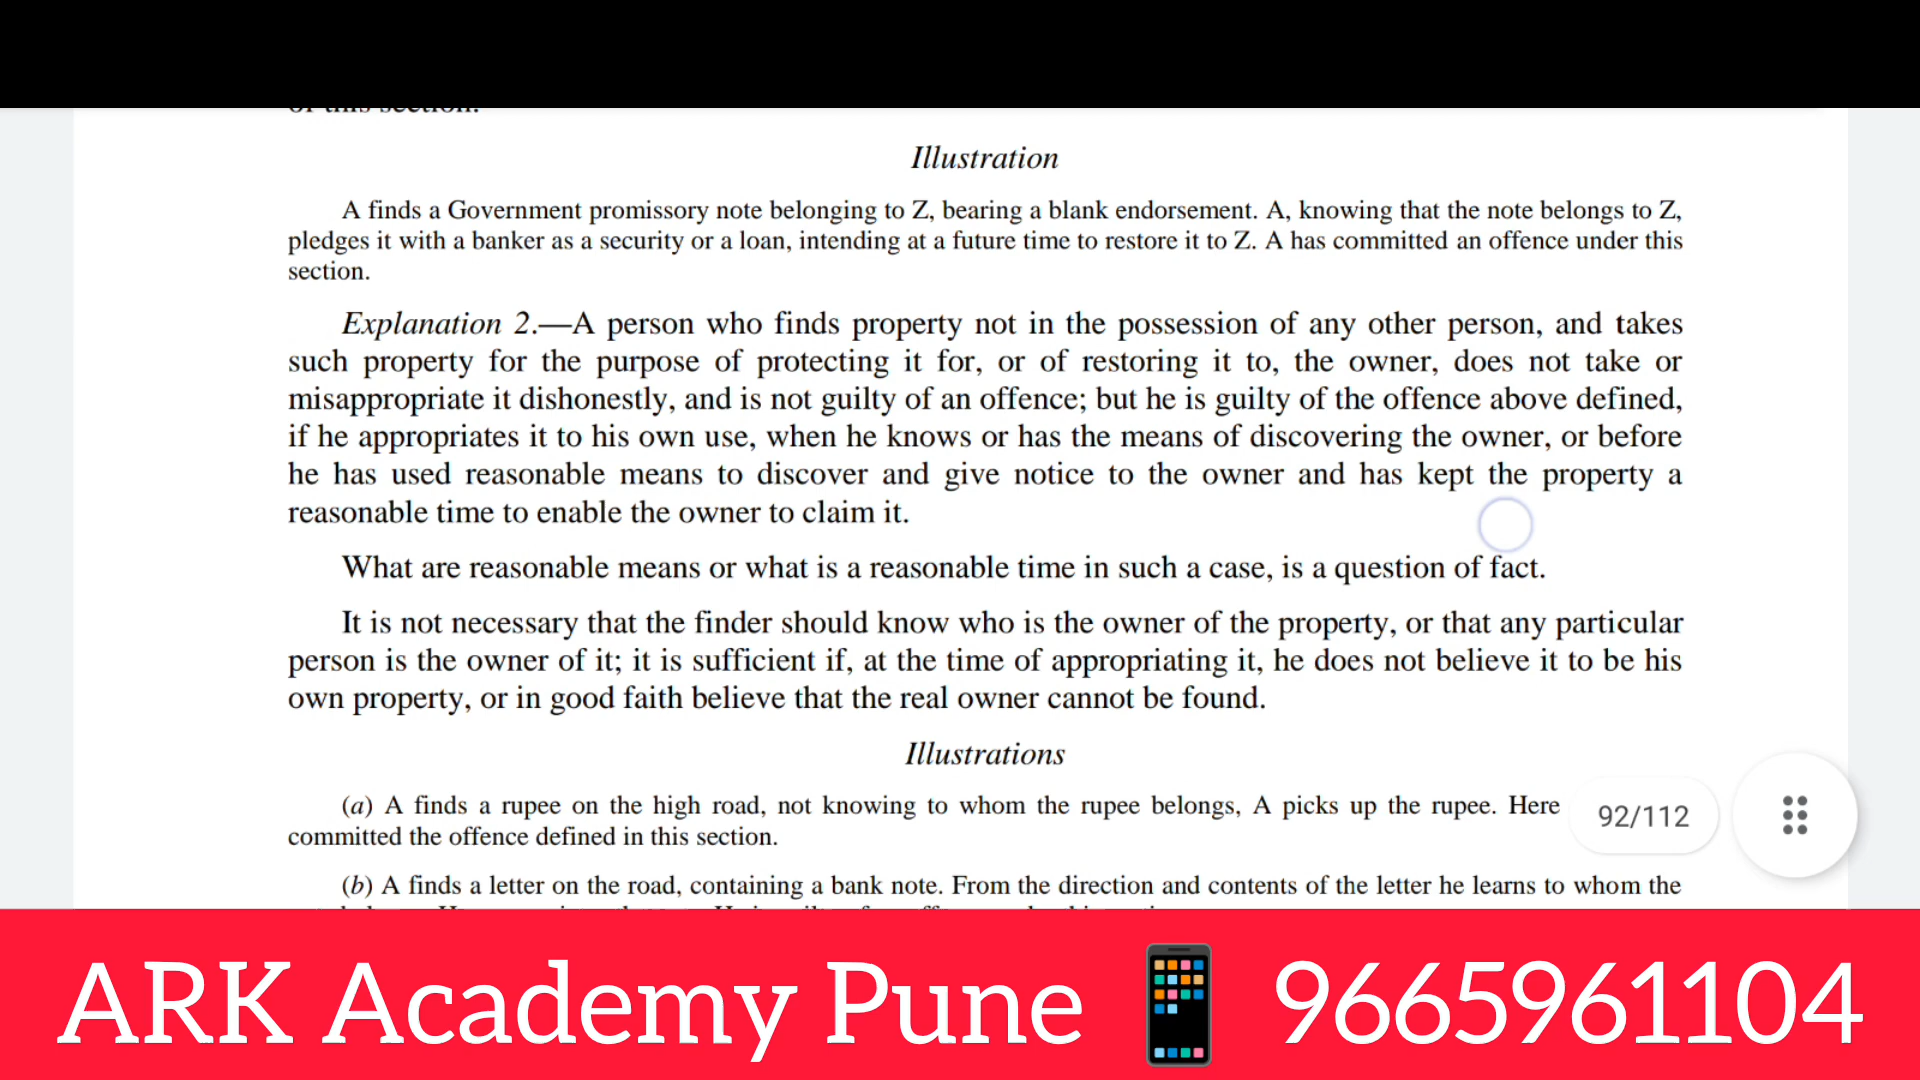 of this section.
Illustration
A finds a Government promissory note belonging to Z, bearing a blank endorsement. A, knowing that the note belongs to Z,
pledges it with a banker as a security or a loan, intending at a future time to restore it to Z. A has committed an offence under this
section.
Explanation 2.—A person who finds property not in the possession of any other person, and takes
such property for the purpose of protecting it for, or of restoring it to, the owner, does not take or
misappropriate it dishonestly, and is not guilty of an offence; but he is guilty of the offence above defined,
if he appropriates it to his own use, when he knows or has the means of discovering the owner, or before
he has used reasonable means to discover and give notice to the owner and has kept the property a
reasonable time to enable the owner to claim it.
What are reasonable means or what is a reasonable time in such a case, is a question of fact.
It is not necessary that the finder should know who is the owner of the property, or that any particular
person is the owner of it; it is sufficient if, at the time of appropriating it, he does not believe it to be his
own property, or in good faith believe that the real owner cannot be found.
Illustrations
(a) A finds a rupee on the high road, not knowing to whom the rupee belongs, A picks up the rupee. Here
committed the offence defined in this section.
92/112
(b) A finds a letter on the road, containing a bank note. From the direction and contents of the letter he learns to whom the
ARK Academy Pune 9665961104